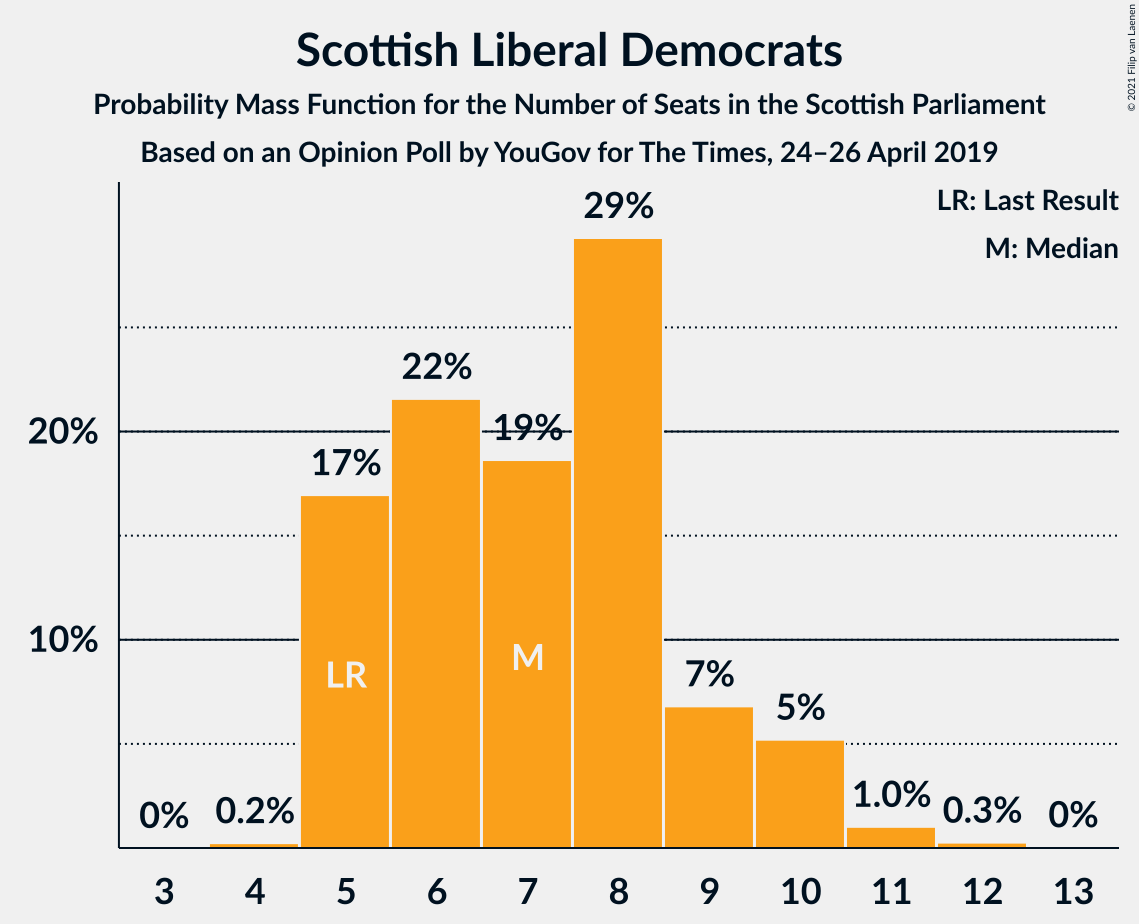 Scottish Liberal Democrats
Probability Mass Function for the Number of Seats in the Scottish Parliament
Based on an Opinion Poll by YouGov for The Times, 24–26 April 2019
© 2021 Filip van Laenen
LR: Last Result
M: Median
29%
22%
20%
19%
17%
10%
LR
M
7%
5%
0%
0.2%
1.0%
0.3%
0%
3 4 5 6 7 8 9 10 11 12 13